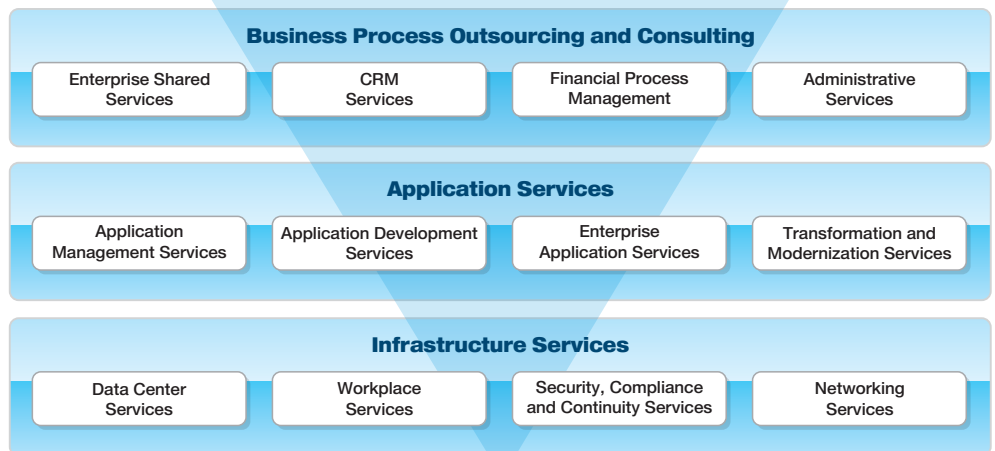 Business Process Outsourcing and Consulting
Enterprise Shared
Services
CRM
Services
Financial Process
Management
Administrative
Services
Application Services
Application
Management Services
Application Development
Services
Enterprise
Application Services
Transformation and
Modernization Services
Infrastructure Services
Data Center
Services
Workplace
Services
Security, Compliance
and Continuity Services
Networking
Services